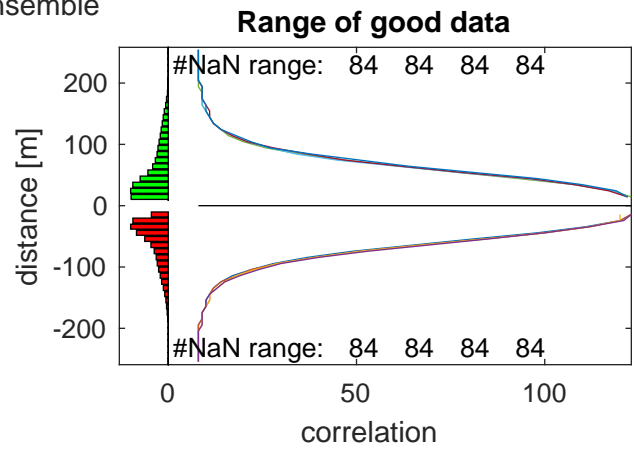 nsemble
Range of good data
#NaN range: 84 84 84 84
200
100
0
-100
-200
distance [m]
#NaN range: 84 84 84 84
0 50 100
correlation